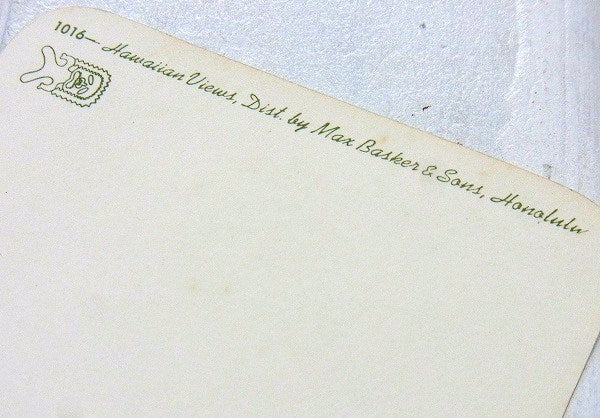 1016— Hawaiian Views, Dist. by Max Basker & Sons, Honolulu